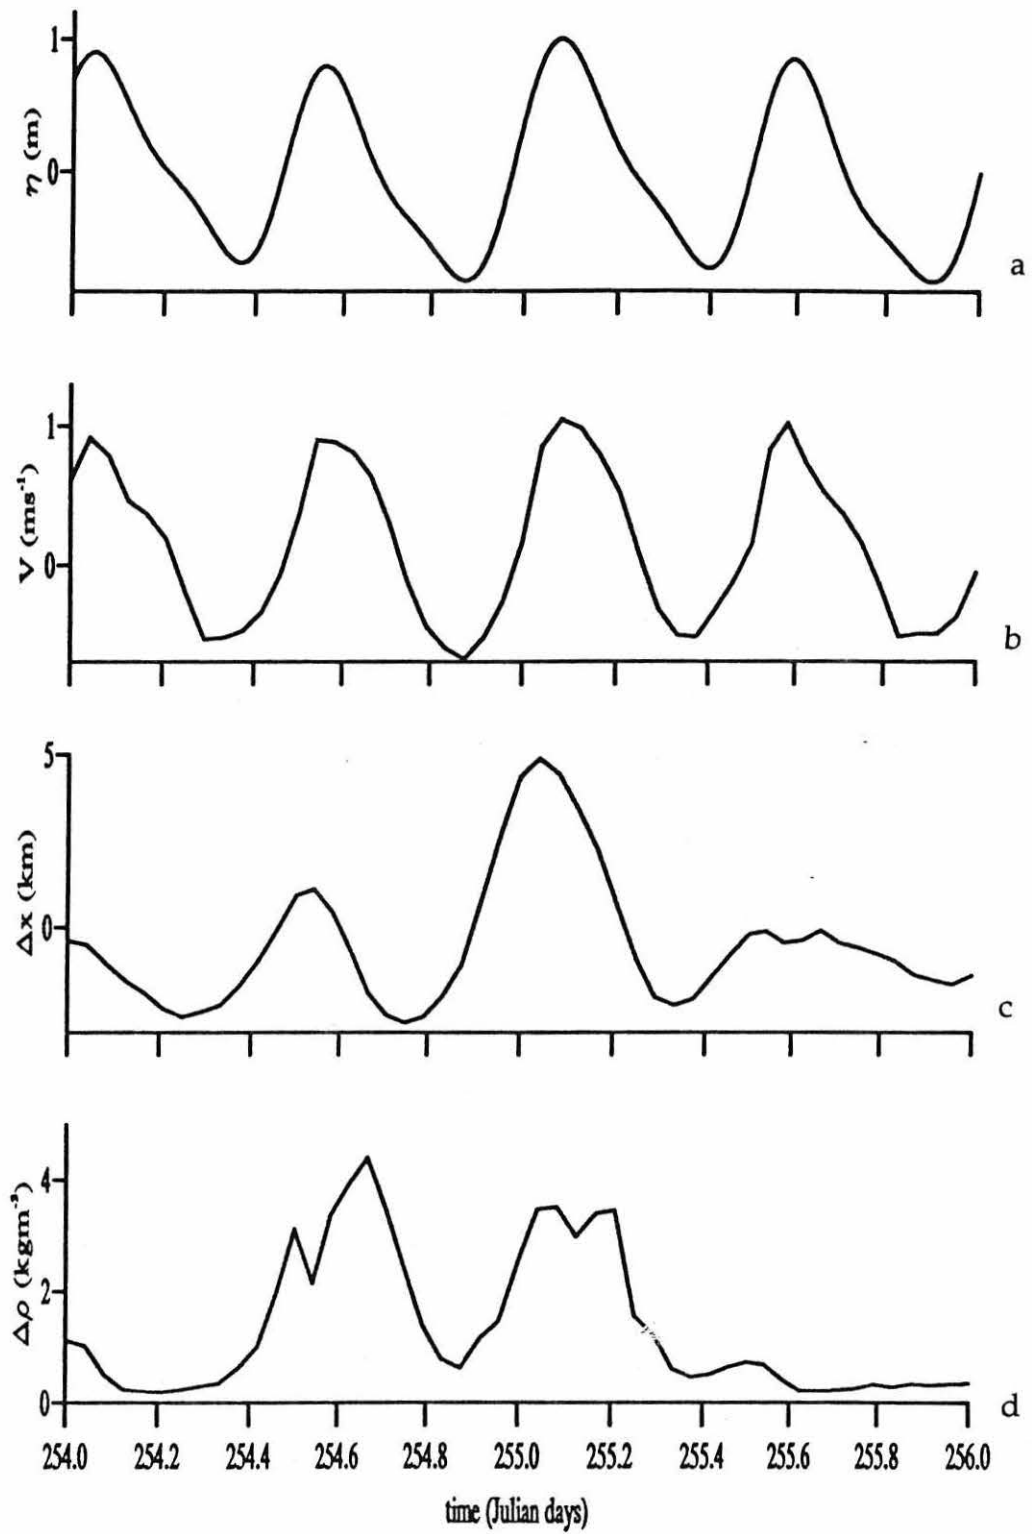 1
η (m)
0
a
1
V (ms⁻¹)
0
b
5
Δx (km)
0
c
4
Δρ (kgm⁻³)
2
0
d
254.0 254.2 254.4 254.6 254.8 255.0 255.2 255.4 255.6 255.8 256.0
time (Julian days)